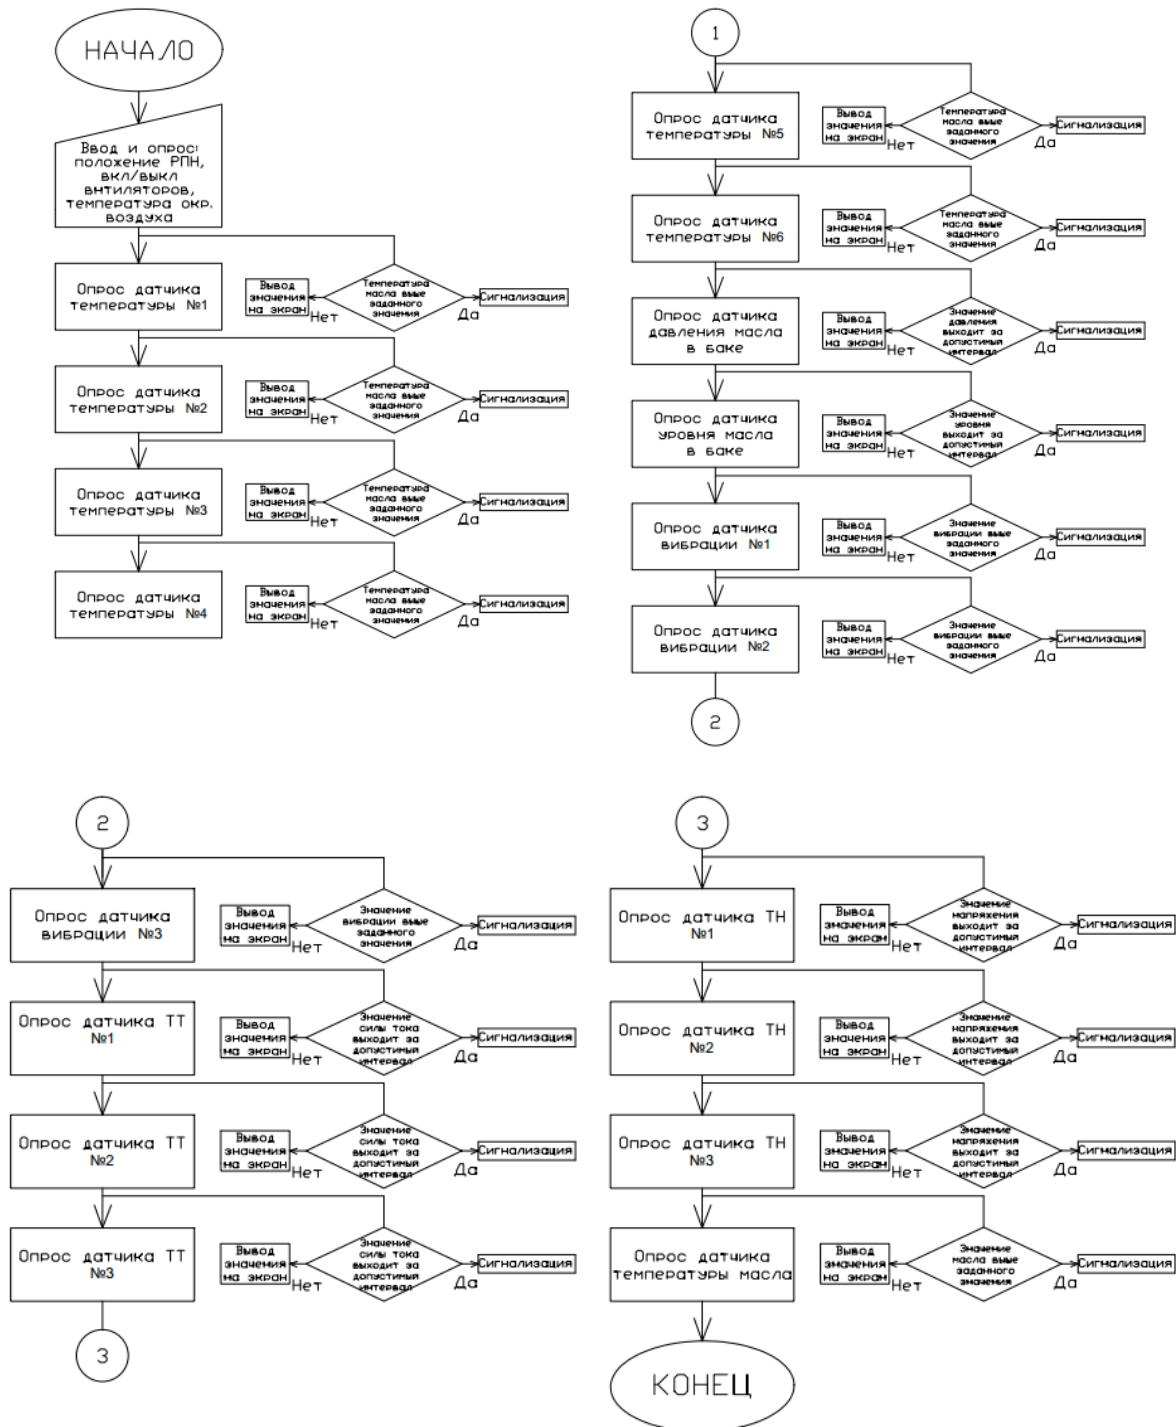 НАЧАЛО
Ввод и опрос:
положение РПН,
вкл/выкл
внтиляторов,
температура окр.
воздуха
Опрос датчика
температуры №1
Вывод
значения
на экран
Нет
Температура
масла выше
заданного
значения
Да
Сигнализация
Опрос датчика
температуры №2
Вывод
значения
на экран
Нет
Температура
масла выше
заданного
значения
Да
Сигнализация
Опрос датчика
температуры №3
Вывод
значения
на экран
Нет
Температура
масла выше
заданного
значения
Да
Сигнализация
Опрос датчика
температуры №4
Вывод
значения
на экран
Нет
Температура
масла выше
заданного
значения
Да
Сигнализация
1
Опрос датчика
температуры №5
Вывод
значения
на экран
Нет
Температура
масла выше
заданного
значения
Да
Сигнализация
Опрос датчика
температуры №6
Вывод
значения
на экран
Нет
Температура
масла выше
заданного
значения
Да
Сигнализация
Опрос датчика
давления масла
в баке
Вывод
значения
на экран
Нет
Значение
давления
выходит за
допустимый
интервал
Да
Сигнализация
Опрос датчика
уровня масла
в баке
Вывод
значения
на экран
Нет
Значение
уровня
выходит за
допустимый
интервал
Да
Сигнализация
Опрос датчика
вибрации №1
Вывод
значения
на экран
Нет
Значение
вибрации выше
заданного
значения
Да
Сигнализация
Опрос датчика
вибрации №2
Вывод
значения
на экран
Нет
Значение
вибрации выше
заданного
значения
Да
Сигнализация
2
2
Опрос датчика
вибрации №3
Вывод
значения
на экран
Нет
Значение
вибрации выше
заданного
значения
Да
Сигнализация
Опрос датчика ТТ
№1
Вывод
значения
на экран
Нет
Значение
силы тока
выходит за
допустимый
интервал
Да
Сигнализация
Опрос датчика ТТ
№2
Вывод
значения
на экран
Нет
Значение
силы тока
выходит за
допустимый
интервал
Да
Сигнализация
Опрос датчика ТТ
№3
Вывод
значения
на экран
Нет
Значение
силы тока
выходит за
допустимый
интервал
Да
Сигнализация
3
3
Опрос датчика ТН
№1
Вывод
значения
на экран
Нет
Значение
напряжения
выходит за
допустимый
интервал
Да
Сигнализация
Опрос датчика ТН
№2
Вывод
значения
на экран
Нет
Значение
напряжения
выходит за
допустимый
интервал
Да
Сигнализация
Опрос датчика ТН
№3
Вывод
значения
на экран
Нет
Значение
напряжения
выходит за
допустимый
интервал
Да
Сигнализация
Опрос датчика
температуры масла
Вывод
значения
на экран
Нет
Значение
масла выше
заданного
значения
Да
Сигнализация
КОНЕЦ